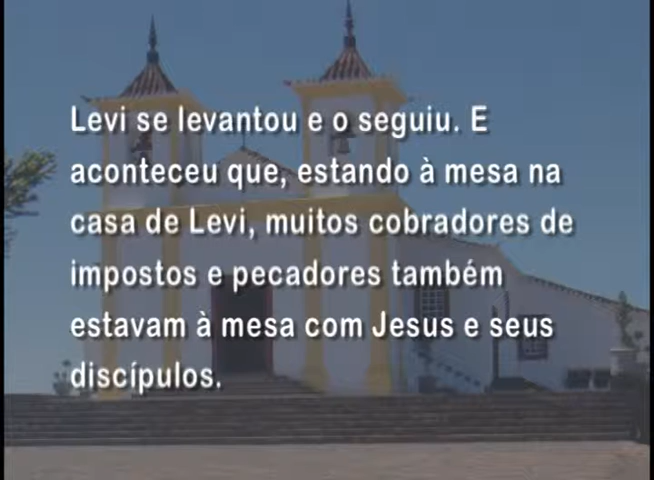 Levi se levantou e o seguiu. E
aconteceu que, estando à mesa na
casa de Levi, muitos cobradores de
impostos e pecadores também
estavam à mesa com Jesus e seus
discípulos.